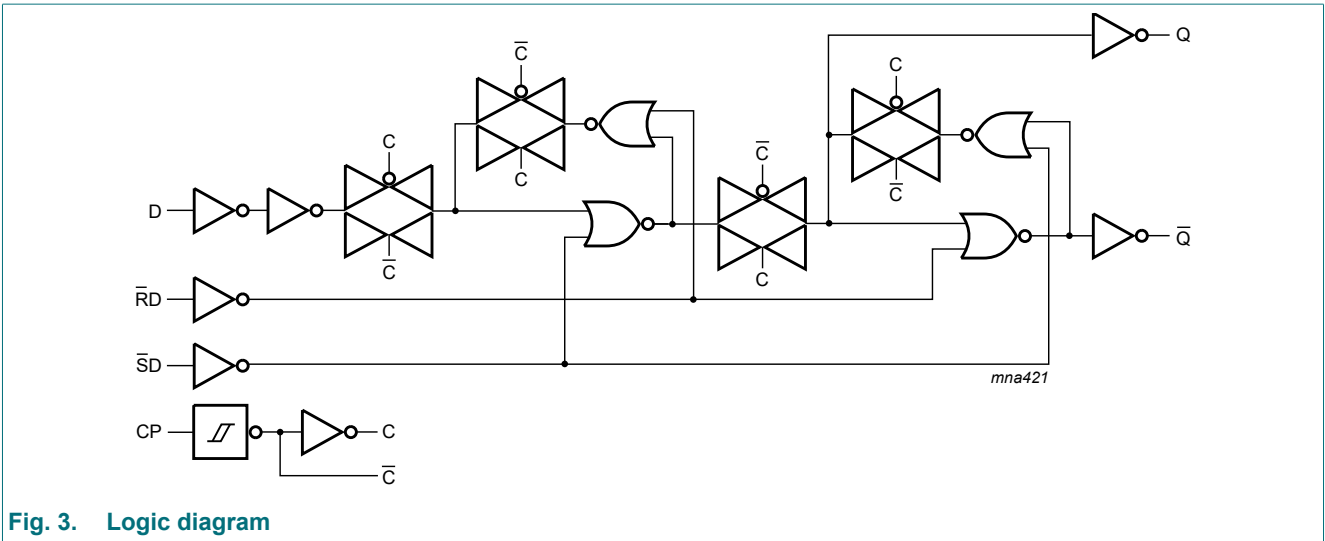 Q
C̅
C
C
C̅
C
D
C
Q̅
C̅
C̅
C
R̅D
S̅D
mna421
CP
C
C̅
Fig. 3. Logic diagram